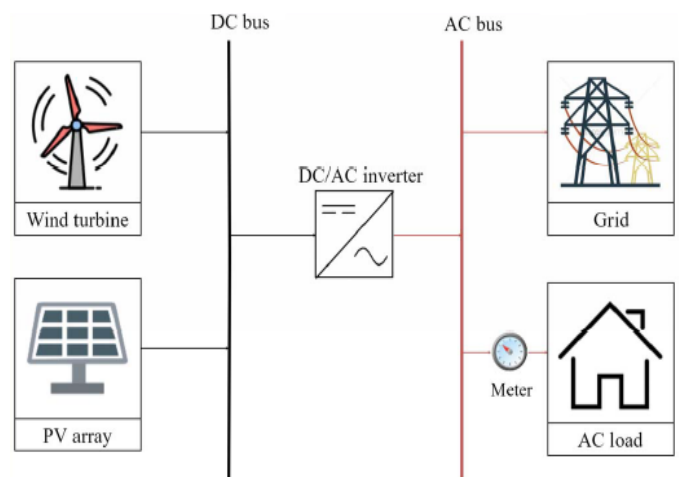 DC bus
AC bus
Wind turbine
DC/AC inverter
Grid
PV array
Meter
AC load